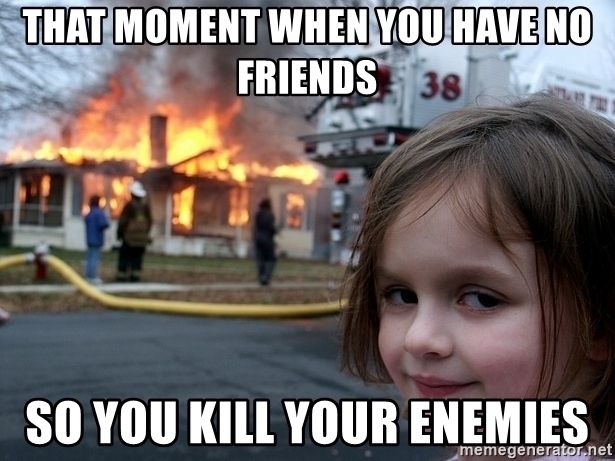 THAT MOMENT WHEN YOU HAVE NO
FRIENDS
38
SO YOU KILL YOUR ENEMIES
memegenerator.net